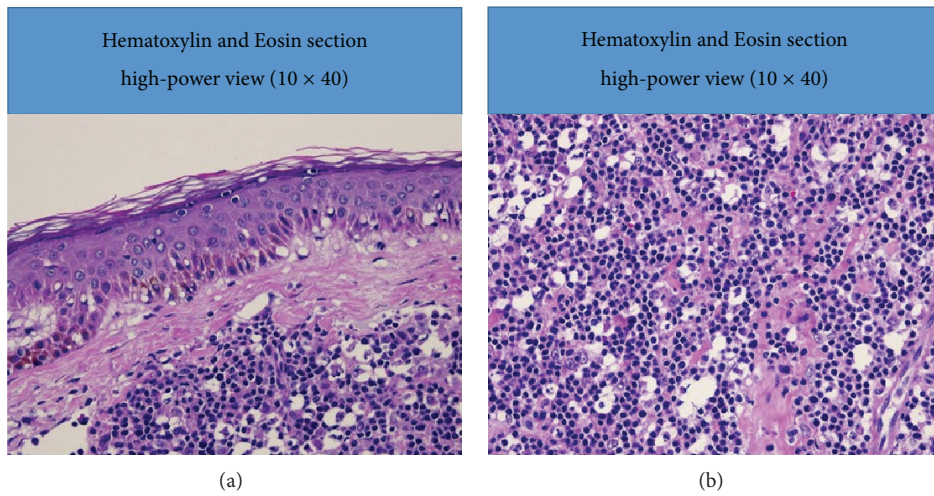 Hematoxylin and Eosin section
high-power view (10 × 40)
Hematoxylin and Eosin section
high-power view (10 × 40)
(a)
(b)